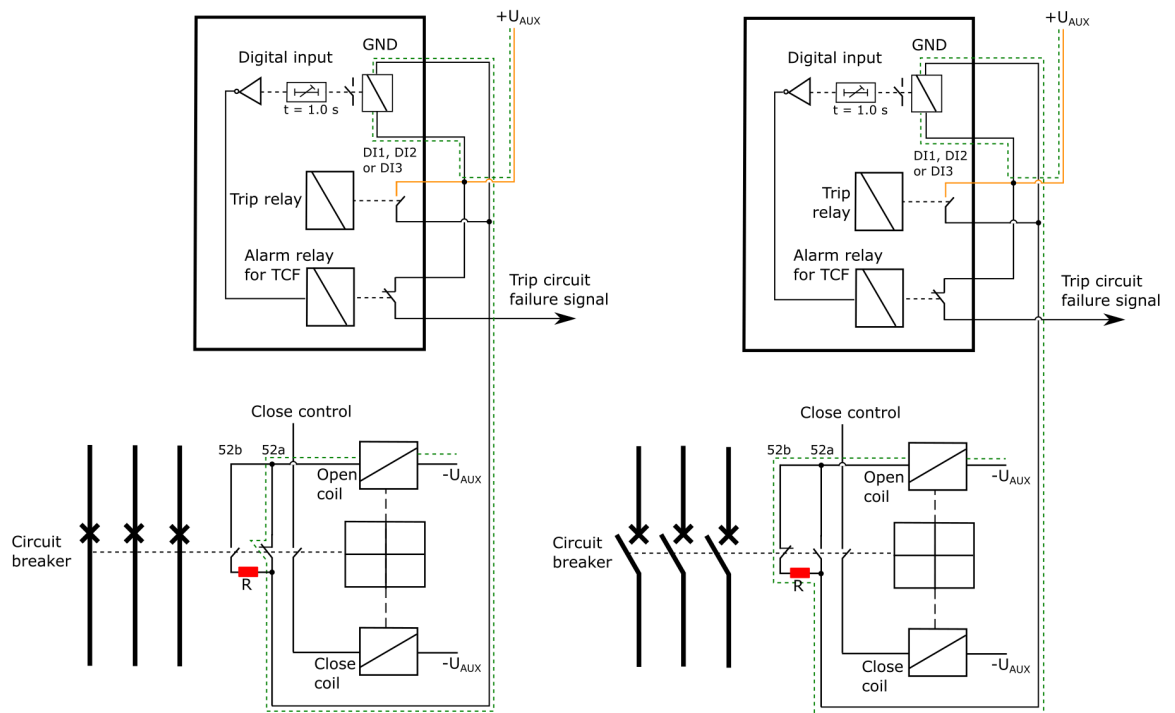 +UAUX
GND
Digital input
t = 1.0 s
DI1, DI2
or DI3
Trip relay
Alarm relay
for TCF
Trip circuit
failure signal
Close control
52b
52a
Open
coil
-UAUX
Circuit
breaker
R
Close
coil
-UAUX
+UAUX
GND
Digital input
t = 1.0 s
DI1, DI2
or DI3
Trip
relay
Alarm relay
for TCF
Trip circuit
failure signal
Close control
52b
52a
Open
coil
-UAUX
Circuit
breaker
R
Close
coil
-UAUX